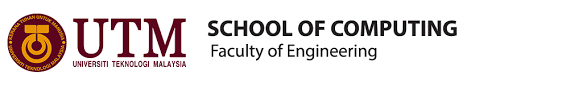 UTM
UNIVERSITI TEKNOLOGI MALAYSIA
SCHOOL OF COMPUTING
Faculty of Engineering